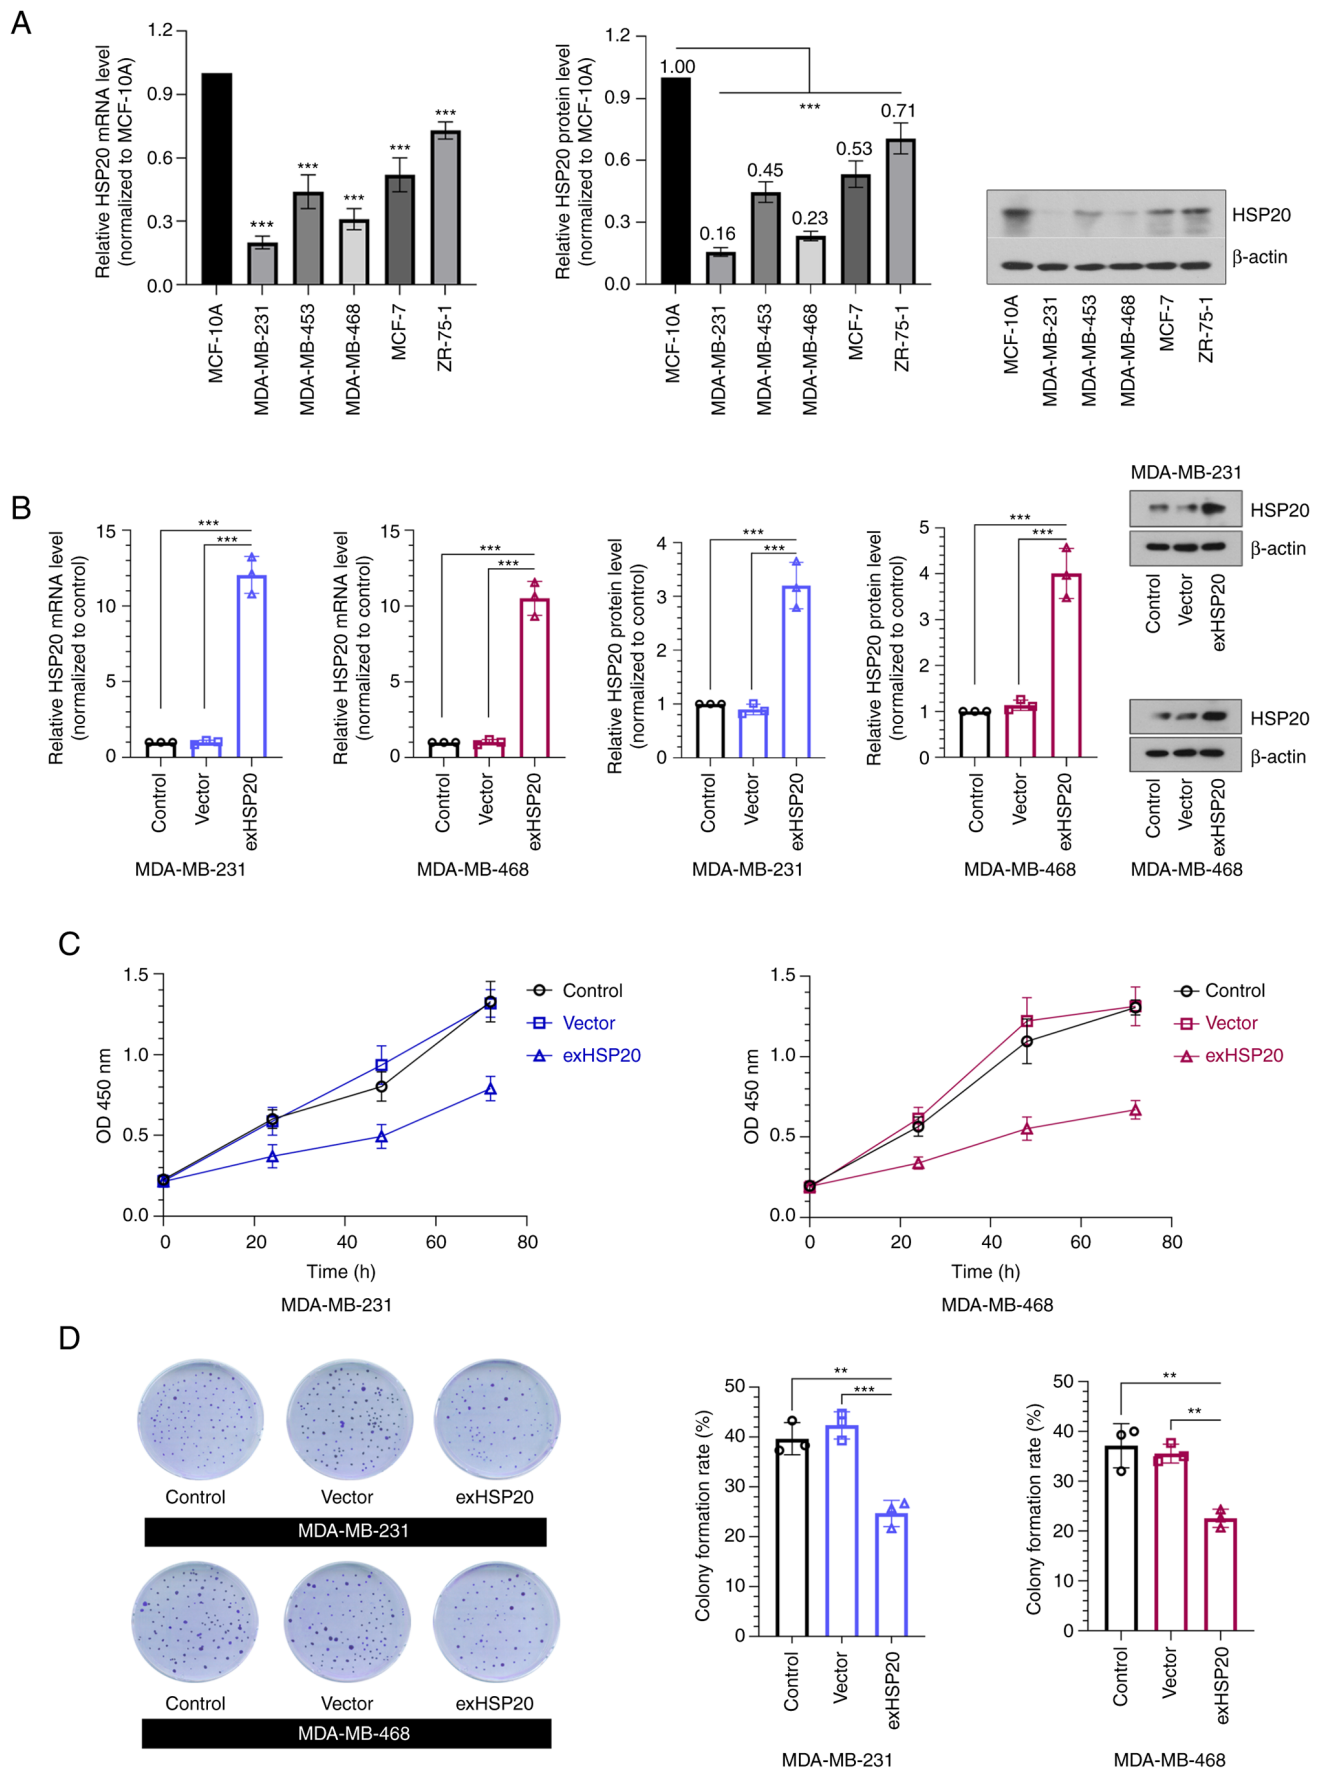 A
Relative HSP20 mRNA level
(normalized to MCF-10A)
1.2
0.9
0.6
0.3
0.0
***
***
***
***
***
MCF-10A
MDA-MB-231
MDA-MB-453
MDA-MB-468
MCF-7
ZR-75-1
Relative HSP20 protein level
(normalized to MCF-10A)
1.2
0.9
0.6
0.3
0.0
1.00
0.16
0.45
0.23
0.53
0.71
***
MCF-10A
MDA-MB-231
MDA-MB-453
MDA-MB-468
MCF-7
ZR-75-1
HSP20
β-actin
MCF-10A
MDA-MB-231
MDA-MB-453
MDA-MB-468
MCF-7
ZR-75-1
B
Relative HSP20 mRNA level
(normalized to control)
15
10
5
0
***
***
Control
Vector
exHSP20
MDA-MB-231
Relative HSP20 mRNA level
(normalized to control)
15
10
5
0
***
***
Control
Vector
exHSP20
MDA-MB-468
Relative HSP20 protein level
(normalized to control)
4
3
2
1
0
***
***
Control
Vector
exHSP20
MDA-MB-231
Relative HSP20 protein level
(normalized to control)
5
4
3
2
1
0
***
***
Control
Vector
exHSP20
MDA-MB-468
MDA-MB-231
HSP20
β-actin
Control
Vector
exHSP20
HSP20
β-actin
Control
Vector
exHSP20
MDA-MB-468
C
OD 450 nm
1.5
1.0
0.5
0.0
0 20 40 60 80
Time (h)
MDA-MB-231
Control
Vector
exHSP20
OD 450 nm
1.5
1.0
0.5
0.0
0 20 40 60 80
Time (h)
MDA-MB-468
Control
Vector
exHSP20
D
Control Vector exHSP20
MDA-MB-231
Control Vector exHSP20
MDA-MB-468
Colony formation rate (%)
50
40
30
20
10
0
**
***
Control
Vector
exHSP20
MDA-MB-231
Colony formation rate (%)
50
40
30
20
10
0
**
**
Control
Vector
exHSP20
MDA-MB-468